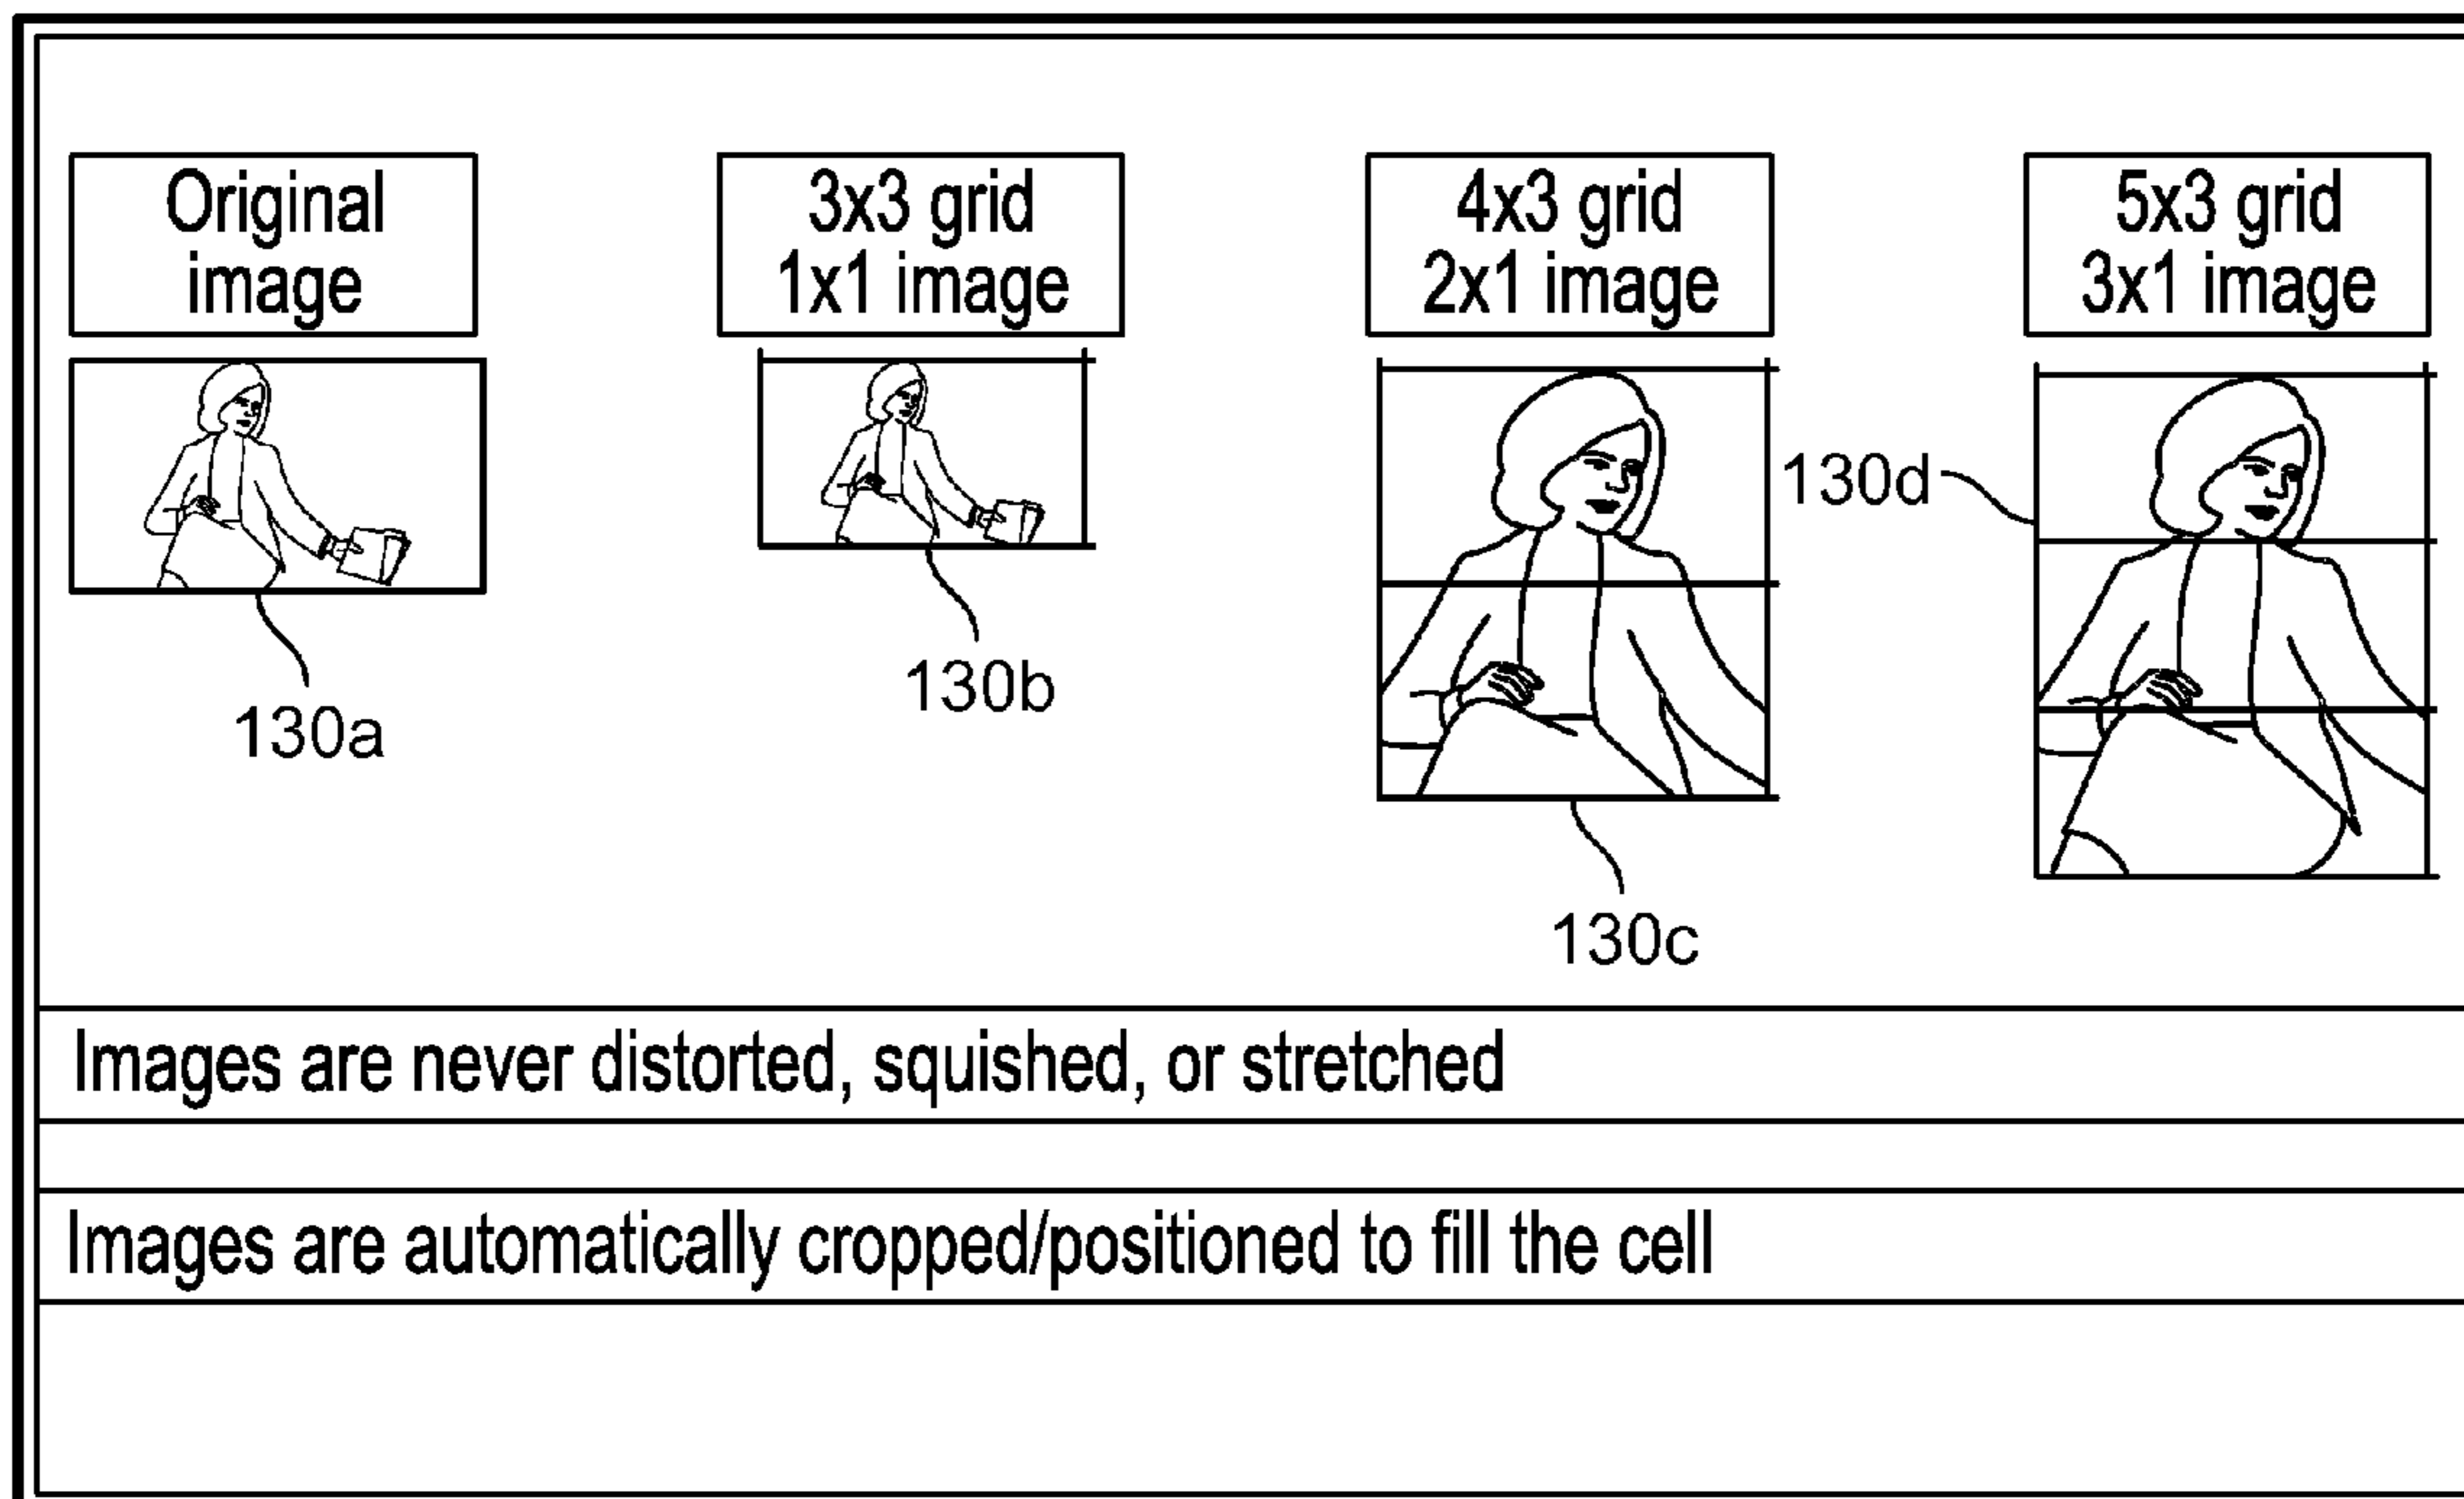 Original
image
3x3 grid
1x1 image
4x3 grid
2x1 image
5x3 grid
3x1 image
130a
130b
130c
130d
Images are never distorted, squished, or stretched
Images are automatically cropped/positioned to fill the cell